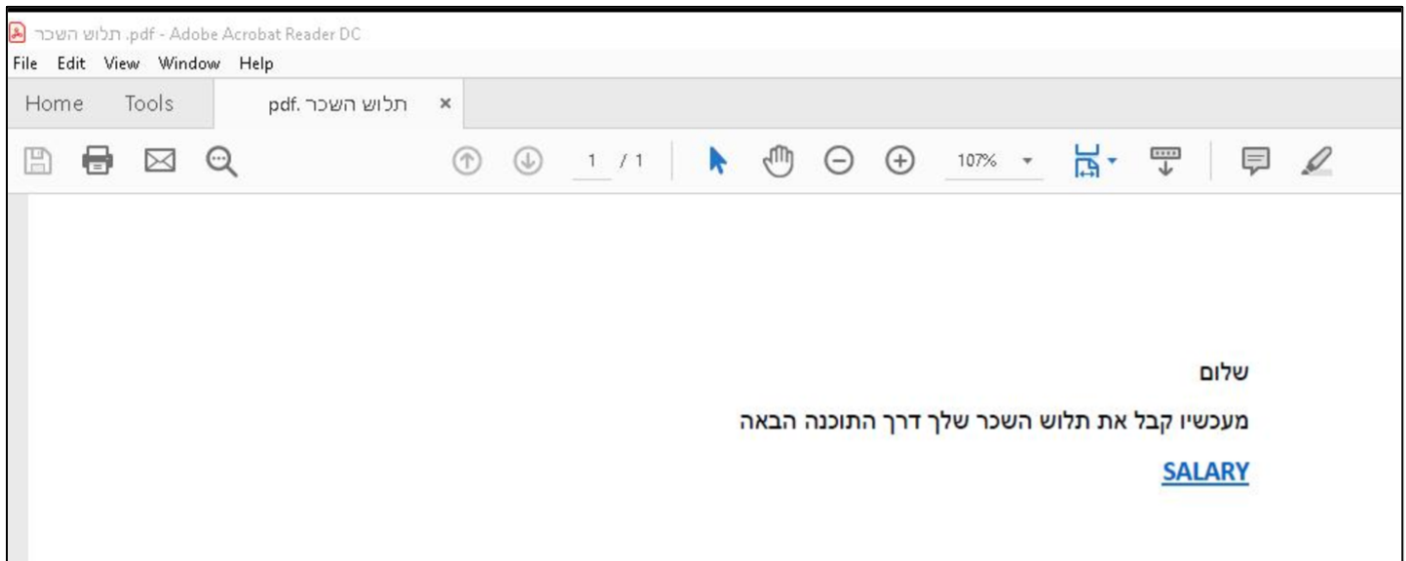 תלוש השכר .pdf - Adobe Acrobat Reader DC
File Edit View Window Help
Home Tools תלוש השכר .pdf ×
1 / 1 107%
שלום
מעכשיו קבל את תלוש השכר שלך דרך התוכנה הבאה
SALARY